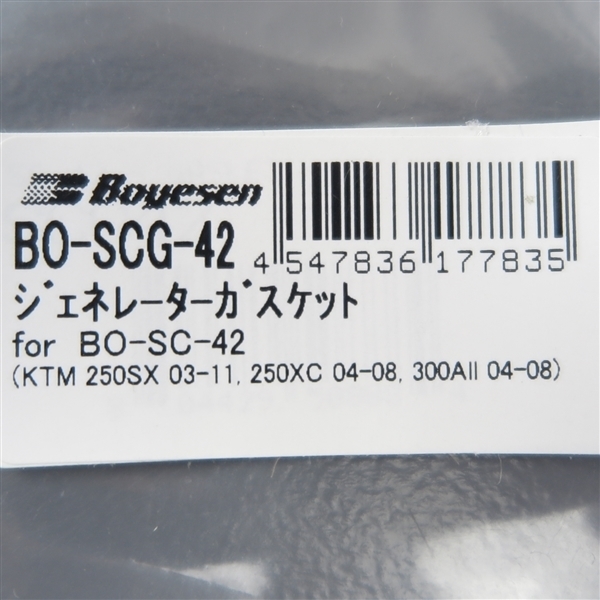 Boyesen
BO-SCG-42
4 547836 177835
ジェネレーターガスケット
for BO-SC-42
(KTM 250SX 03-11, 250XC 04-08, 300All 04-08)